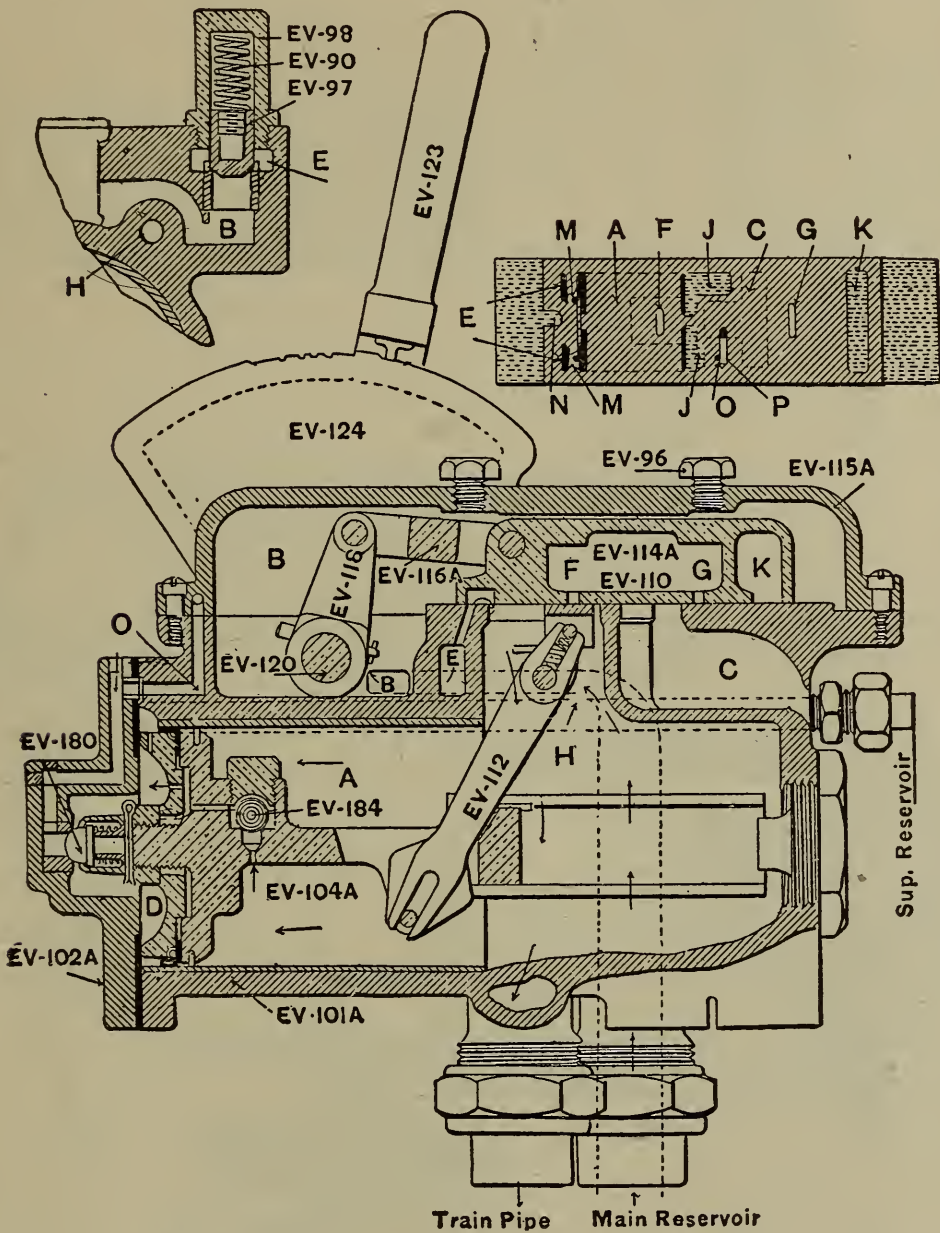 EV-98
EV-90
EV-97
E
B
H
EV-123
M A F J C G K
E
N M J O P
EV-124
EV-96
EV-115A
B
EV-116
EV-116A
EV-114A
EV-110
F G K
O
EV-120
B
E
C
EV-180
A
H
EV-112
EV-184
D
EV-104A
EV-102A
EV-101A
Sup. Reservoir
Train Pipe Main Reservoir